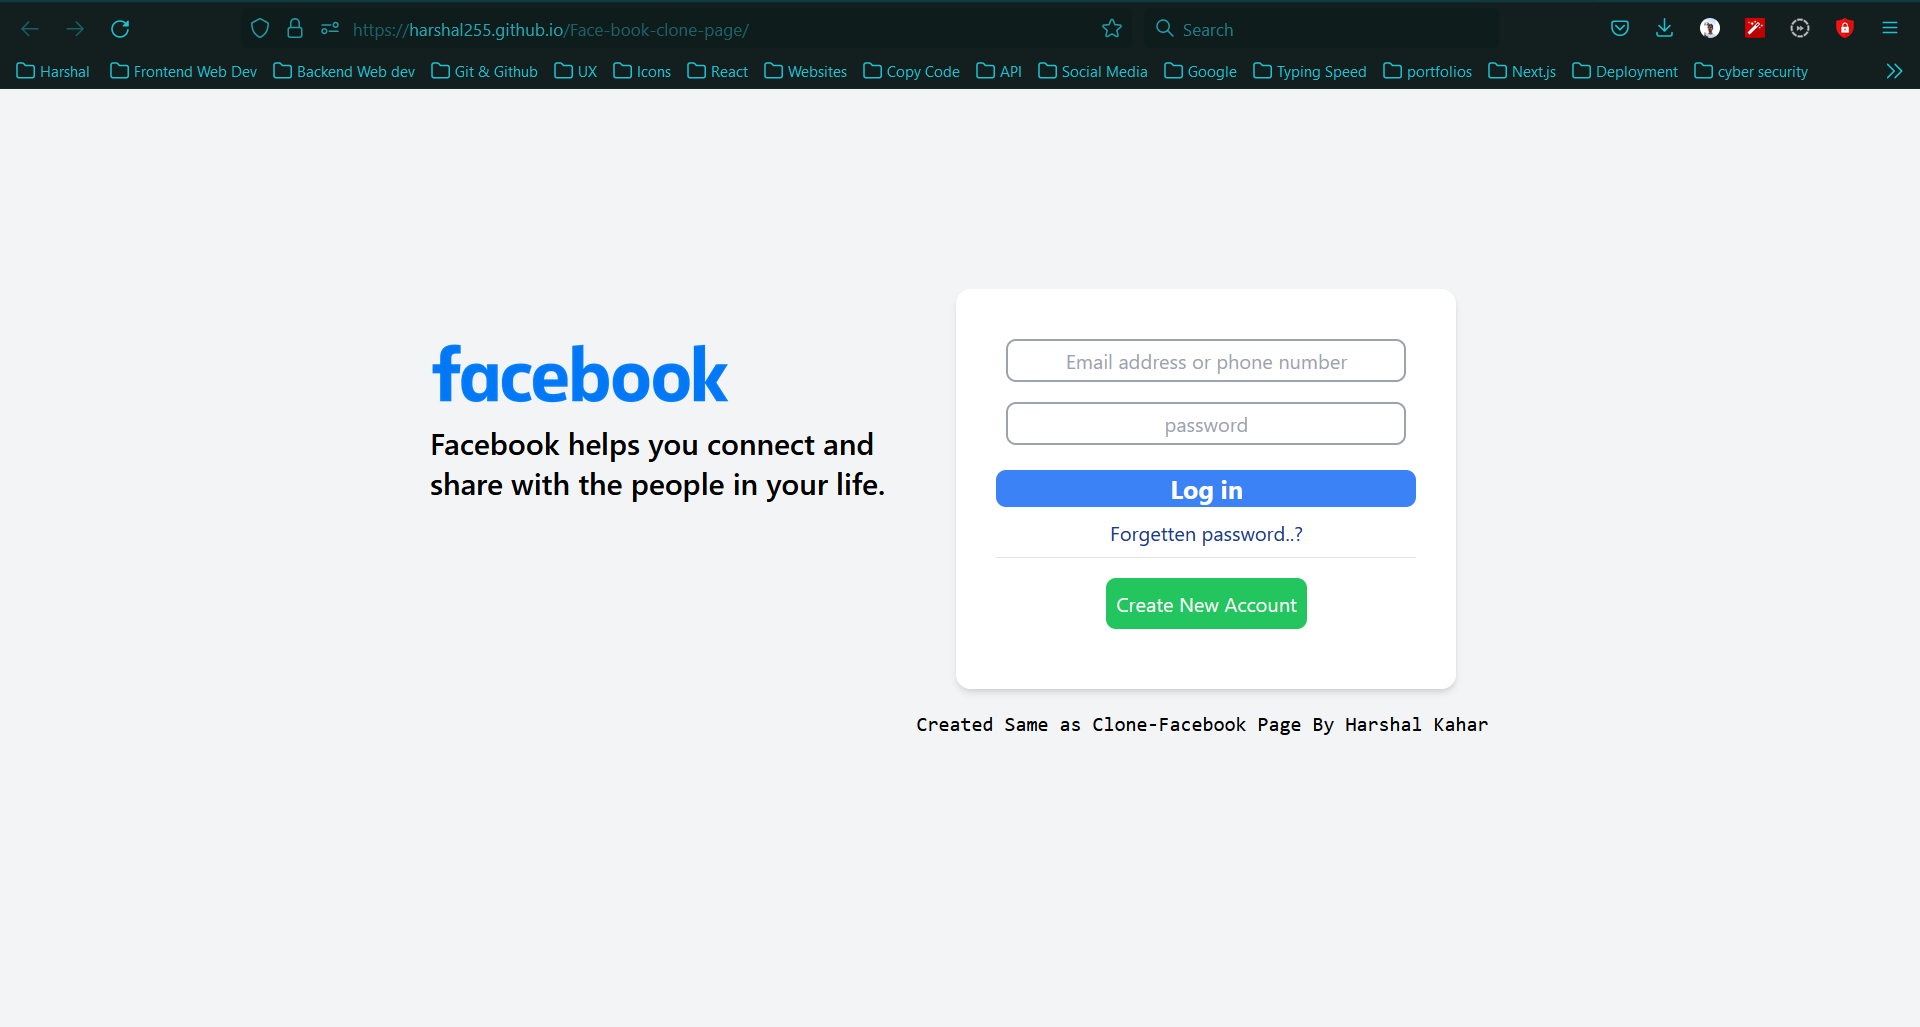 https://harshal255.github.io/Face-book-clone-page/
Search
Harshal Frontend Web Dev Backend Web dev Git & Github UX Icons React Websites Copy Code API Social Media Google Typing Speed portfolios Next.js Deployment cyber security
facebook
Facebook helps you connect and
share with the people in your life.
Email address or phone number
password
Log in
Forgetten password..?
Create New Account
Created Same as Clone-Facebook Page By Harshal Kahar